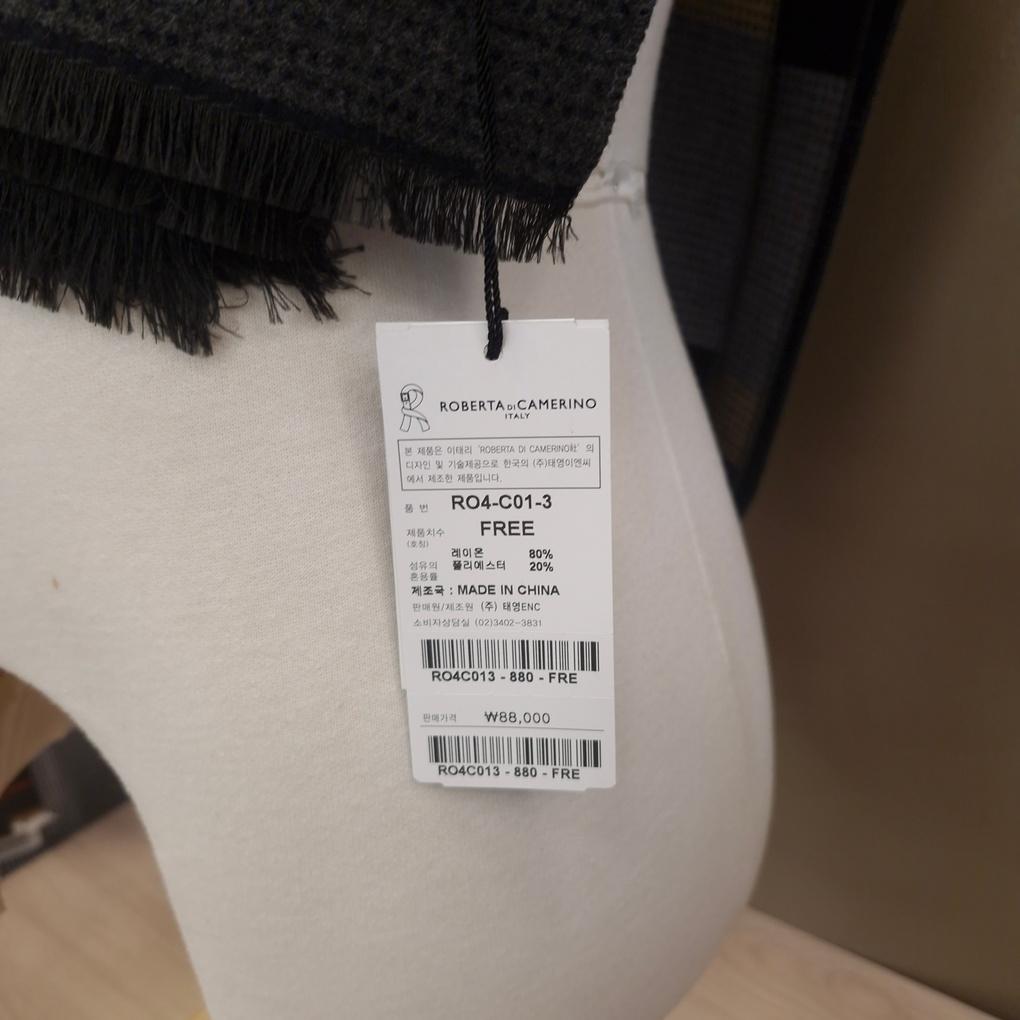 ROBERTA DI CAMERINO
ITALY
본 제품은 이태리 'ROBERTA DI CAMERINO社' 의
디자인 및 기술제공으로 한국의 (주)태영이엔씨
에서 제조한 제품입니다.
품 번 RO4-C01-3
제품치수 FREE
(호칭)
레이온 80%
섬유의 폴리에스터 20%
혼용률
제조국 : MADE IN CHINA
판매원/제조원 (주) 태영ENC
소비자상담실 (02)3402-3831
RO4C013 - 880 - FRE
판매가격 ₩88,000
RO4C013 - 880 - FRE